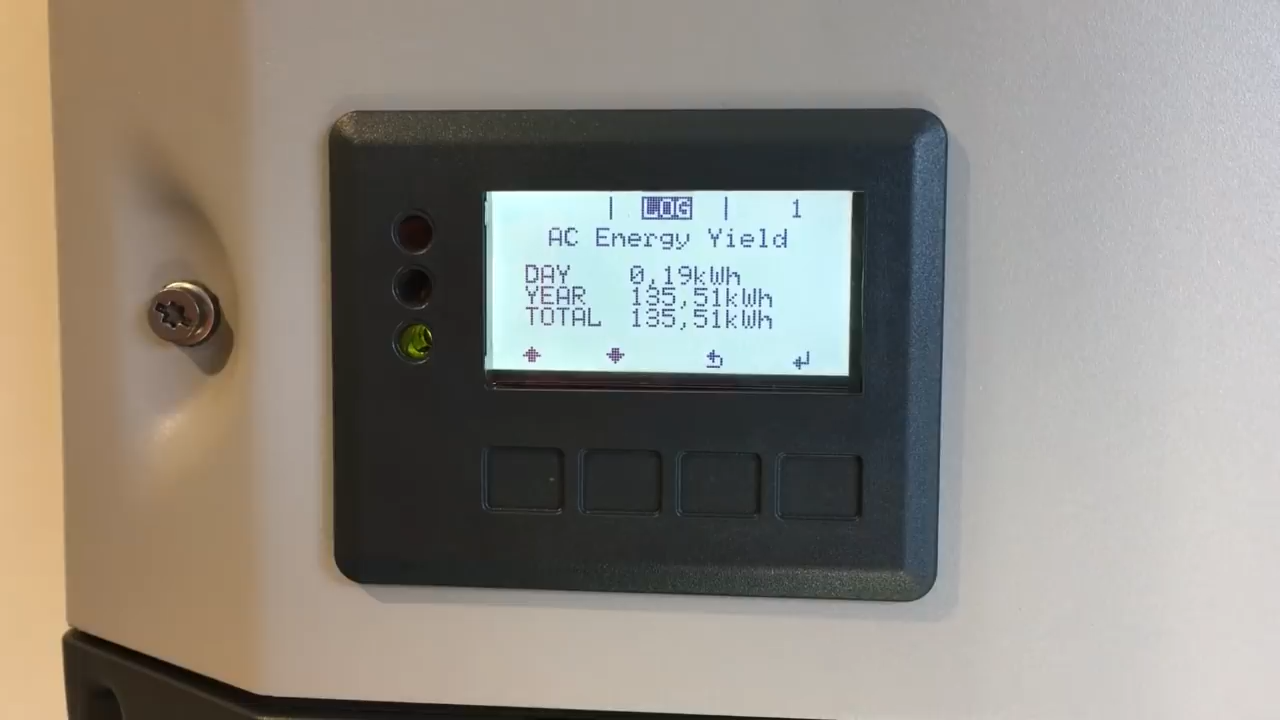 | LOG | 1
AC Energy Yield
DAY 0,19kWh
YEAR 135,51kWh
TOTAL 135,51kWh